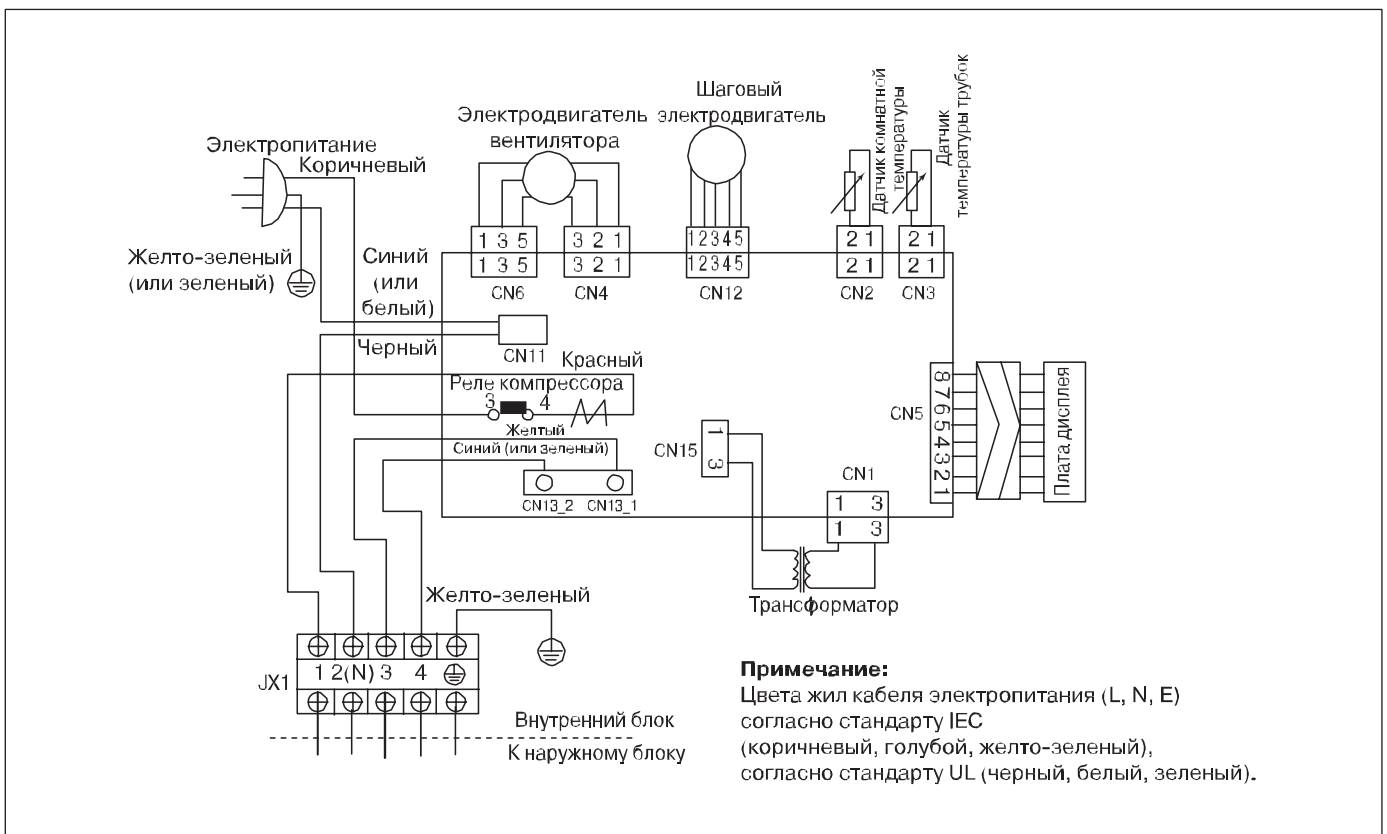 Электропитание
Коричневый
Желто-зеленый
(или зеленый)
Синий
(или
белый)
Черный
Электродвигатель
вентилятора
Шаговый
электродвигатель
Датчик комнатной
температуры
Датчик
температуры трубок
1 3 5
1 3 5
CN6
3 2 1
3 2 1
CN4
12345
12345
CN12
2 1
2 1
CN2
2 1
2 1
CN3
CN11
Красный
Реле компрессора
3 4
Желтый
Синий (или зеленый)
CN13_2 CN13_1
CN15
1
3
CN1
1 3
1 3
Трансформатор
CN5
8
7
6
5
4
3
2
1
Плата дисплея
Желто-зеленый
JX1
1 2(N) 3 4
Внутренний блок
К наружному блоку
Примечание:
Цвета жил кабеля электропитания (L, N, E)
согласно стандарту IEC
(коричневый, голубой, желто-зеленый),
согласно стандарту UL (черный, белый, зеленый).